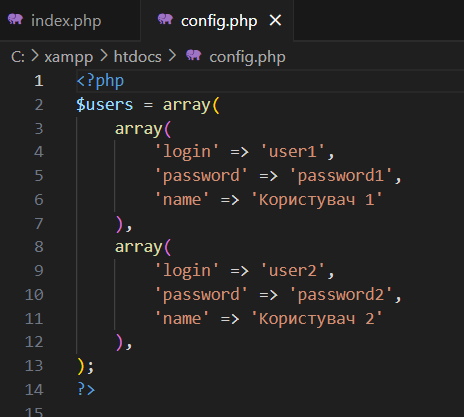 index.php config.php
C: > xampp > htdocs > config.php
1 <?php
2 $users = array(
3     array(
4         'login' => 'user1',
5         'password' => 'password1',
6         'name' => 'Користувач 1'
7     ),
8     array(
9         'login' => 'user2',
10         'password' => 'password2',
11         'name' => 'Користувач 2'
12     ),
13 );
14 ?>
15